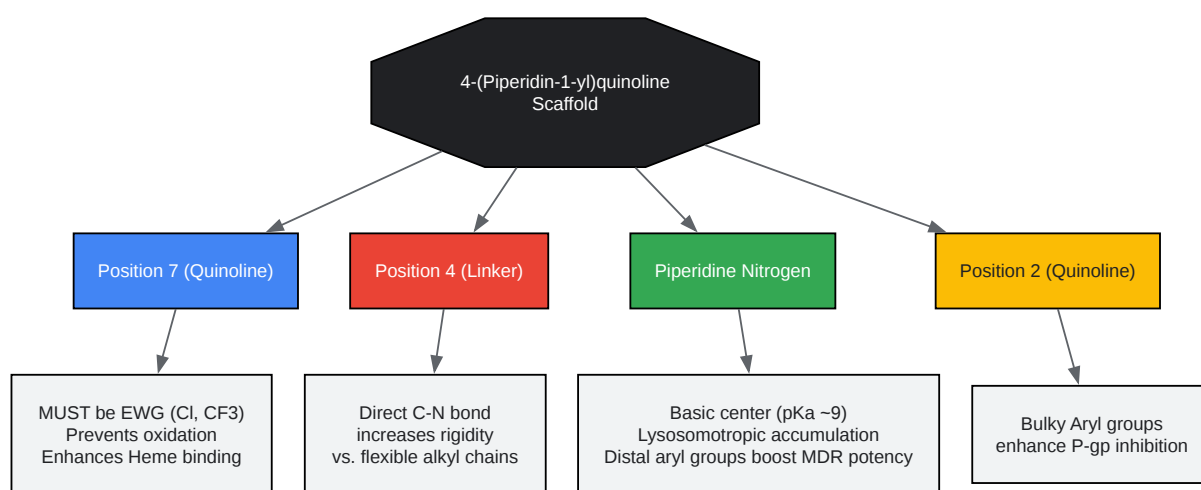 4-(Piperidin-1-yl)quinoline
Scaffold
Position 7 (Quinoline)
Position 4 (Linker)
Piperidine Nitrogen
Position 2 (Quinoline)
MUST be EWG (Cl, CF3)
Prevents oxidation
Enhances Heme binding
Direct C-N bond
increases rigidity
vs. flexible alkyl chains
Basic center (pKa ~9)
Lysosomotropic accumulation
Distal aryl groups boost MDR potency
Bulky Aryl groups
enhance P-gp inhibition